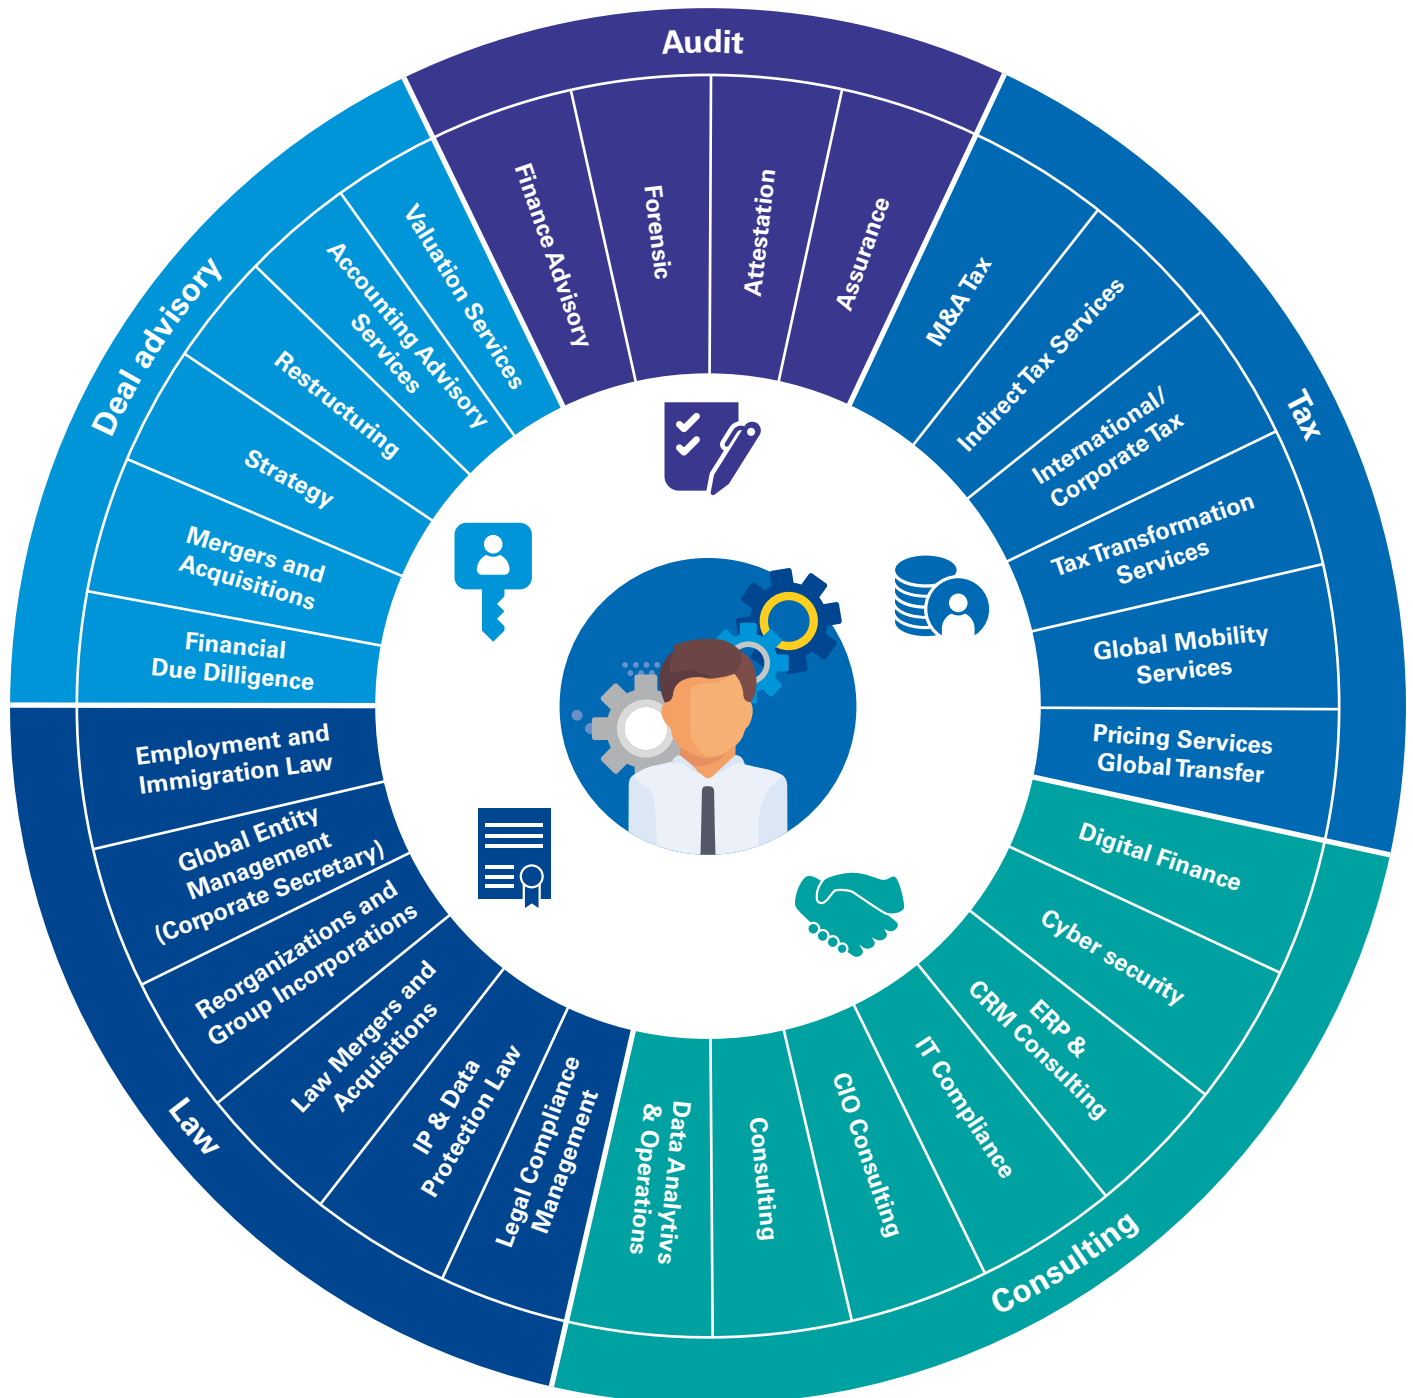 Audit
Finance Advisory
Forensic
Attestation
Assurance
Tax
M&A Tax
Indirect Tax Services
International/
Corporate Tax
Tax Transformation
Services
Global Mobility
Services
Pricing Services
Global Transfer
Consulting
Digital Finance
Cyber security
ERP &
CRM Consulting
IT Compliance
CIO Consulting
Consulting
Data Analytivs
& Operations
Law
Legal Compliance
Management
IP & Data
Protection Law
Law Mergers and
Acquisitions
Reorganizations and
Group Incorporations
Global Entity
Management
(Corporate Secretary)
Employment and
Immigration Law
Deal advisory
Financial
Due Dilligence
Mergers and
Acquisitions
Strategy
Restructuring
Accounting Advisory
Services
Valuation Services